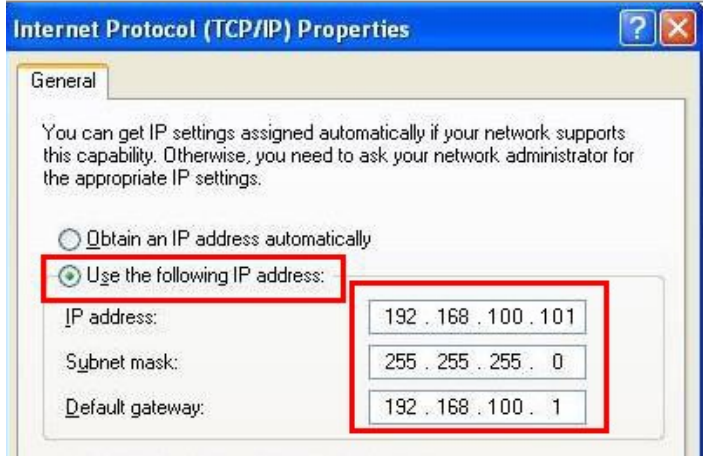 Internet Protocol (TCP/IP) Properties
General
You can get IP settings assigned automatically if your network supports
this capability. Otherwise, you need to ask your network administrator for
the appropriate IP settings.
Obtain an IP address automatically
Use the following IP address:
IP address: 192 . 168 . 100 . 101
Subnet mask: 255 . 255 . 255 . 0
Default gateway: 192 . 168 . 100 . 1